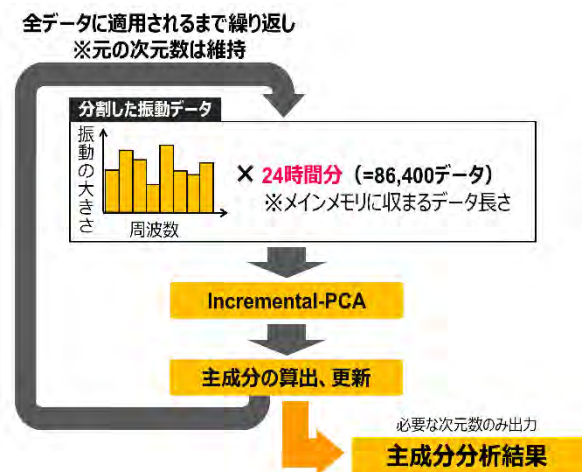 全データに適用されるまで繰り返し
※元の次元数は維持
分割した振動データ
振動の大きさ
周波数
× 24時間分（=86,400データ）
※メインメモリに収まるデータ長さ
Incremental-PCA
主成分の算出、更新
必要な次元数のみ出力
主成分分析結果